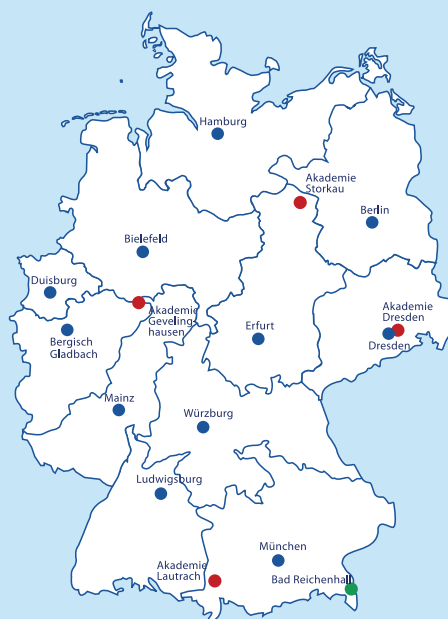 Hamburg
Akademie
Storkau
Berlin
Bielefeld
Duisburg
Akademie
Geveling-
hausen
Akademie
Dresden
Dresden
Bergisch
Gladbach
Erfurt
Mainz
Würzburg
Ludwigsburg
München
Akademie
Lautrach
Bad Reichenhall